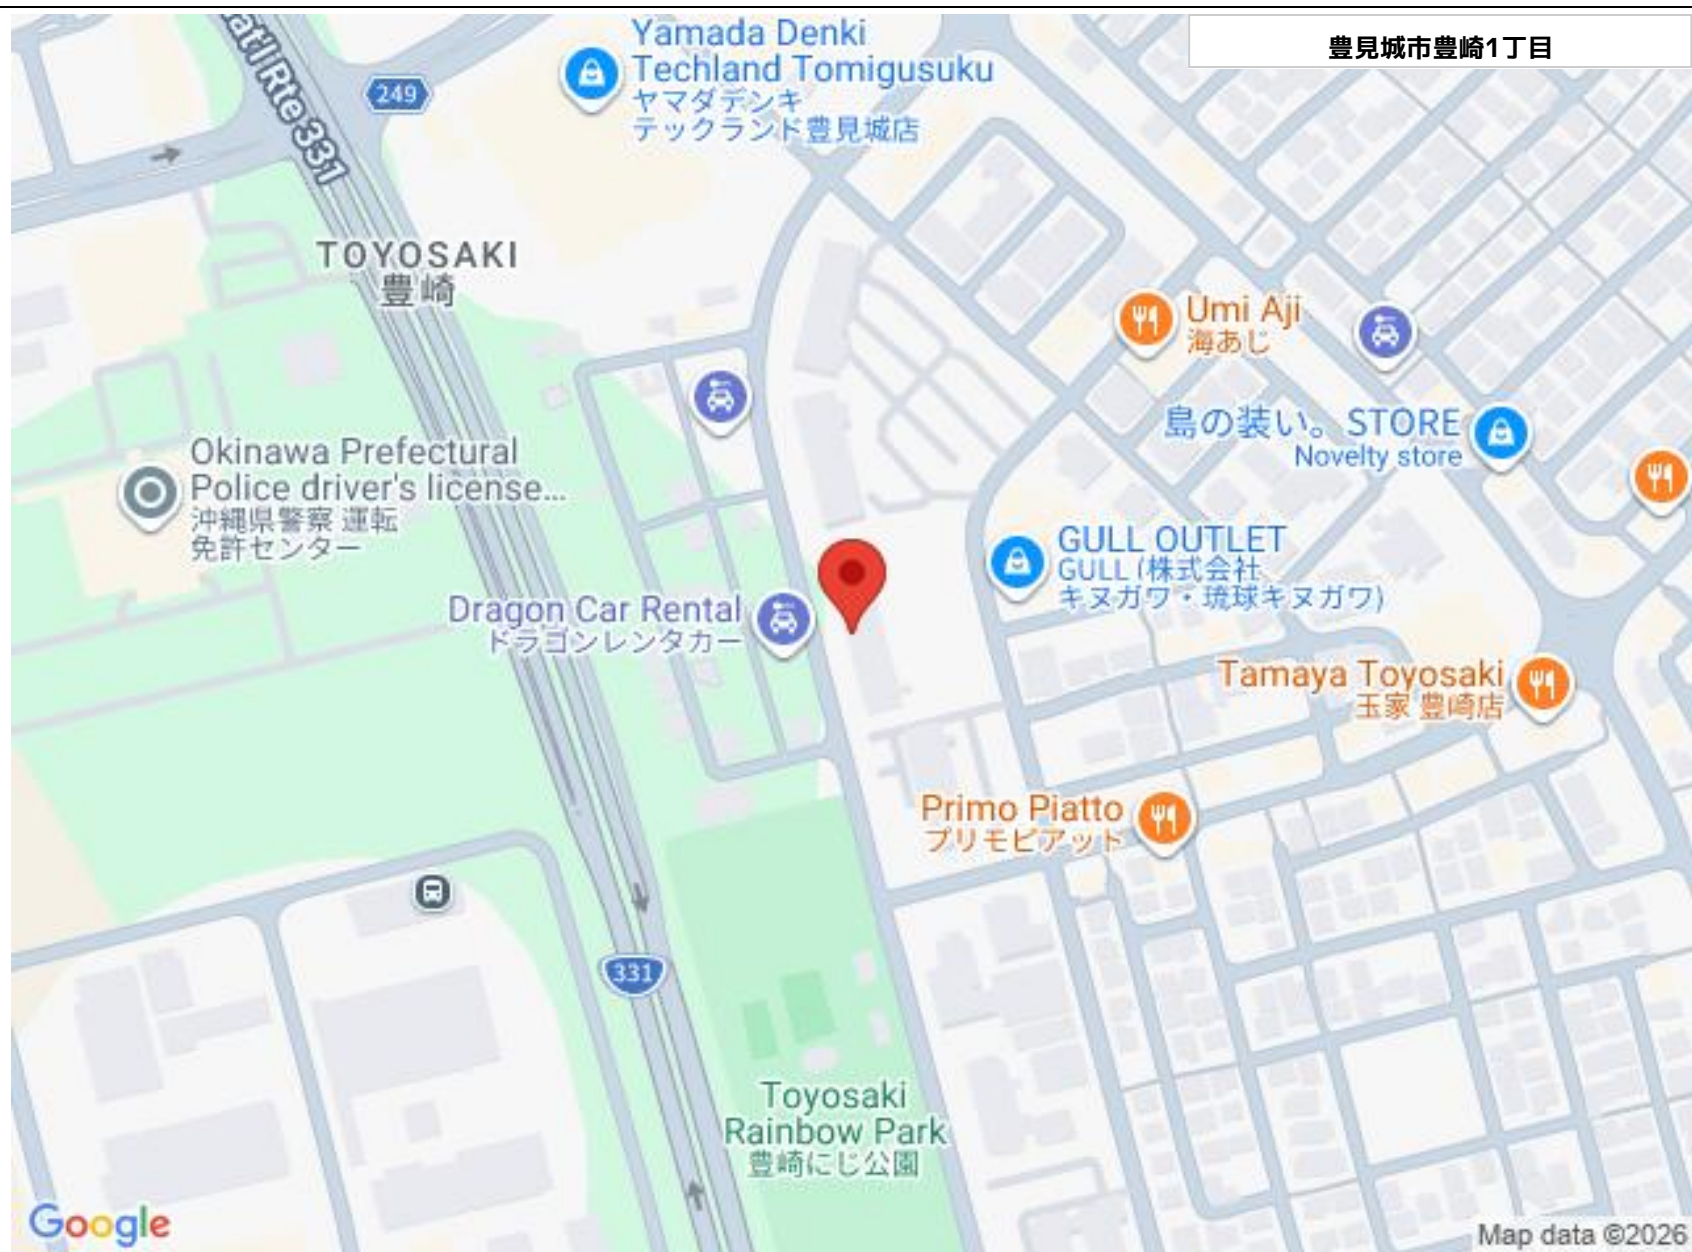 豊見城市豊崎1丁目
Yamada Denki
Techland Tomigusuku
ヤマダデンキ
テックランド豊見城店
249
at'l Rte 331
TOYOSAKI
豊崎
Umi Aji
海あじ
島の装い。STORE
Novelty store
Okinawa Prefectural
Police driver's license...
沖縄県警察 運転
免許センター
GULL OUTLET
GULL (株式会社
キヌガワ・琉球キヌガワ)
Dragon Car Rental
ドラゴンレンタカー
Tamaya Toyosaki
玉家 豊崎店
Primo Piatto
プリモピアット
331
Toyosaki
Rainbow Park
豊崎にじ公園
Google
Map data ©2026